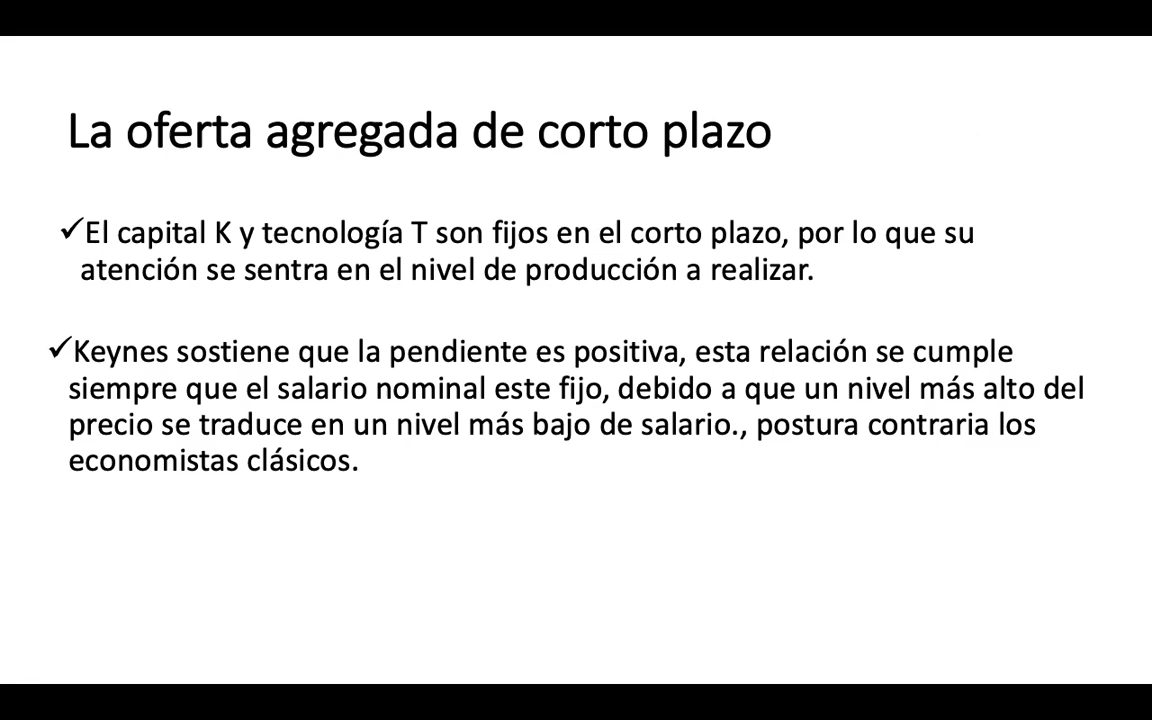 La oferta agregada de corto plazo
✓El capital K y tecnología T son fijos en el corto plazo, por lo que su
atención se sentra en el nivel de producción a realizar.
✓Keynes sostiene que la pendiente es positiva, esta relación se cumple
siempre que el salario nominal este fijo, debido a que un nivel más alto del
precio se traduce en un nivel más bajo de salario., postura contraria los
economistas clásicos.